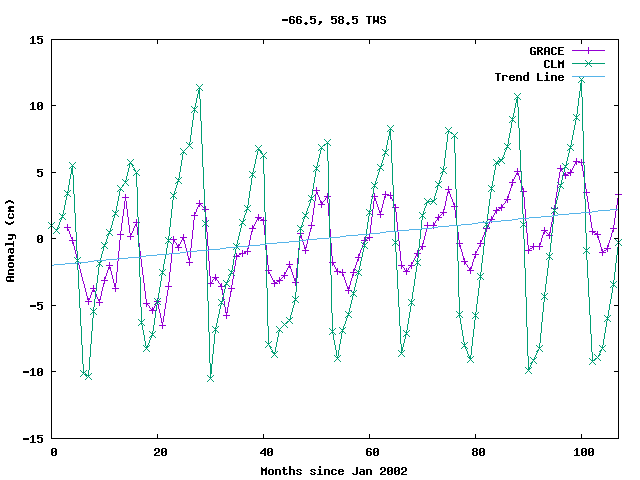 -66.5, 58.5 TWS
GRACE
CLM
Trend Line
15
10
5
0
-5
-10
-15
Anomaly (cm)
0 20 40 60 80 100
Months since Jan 2002